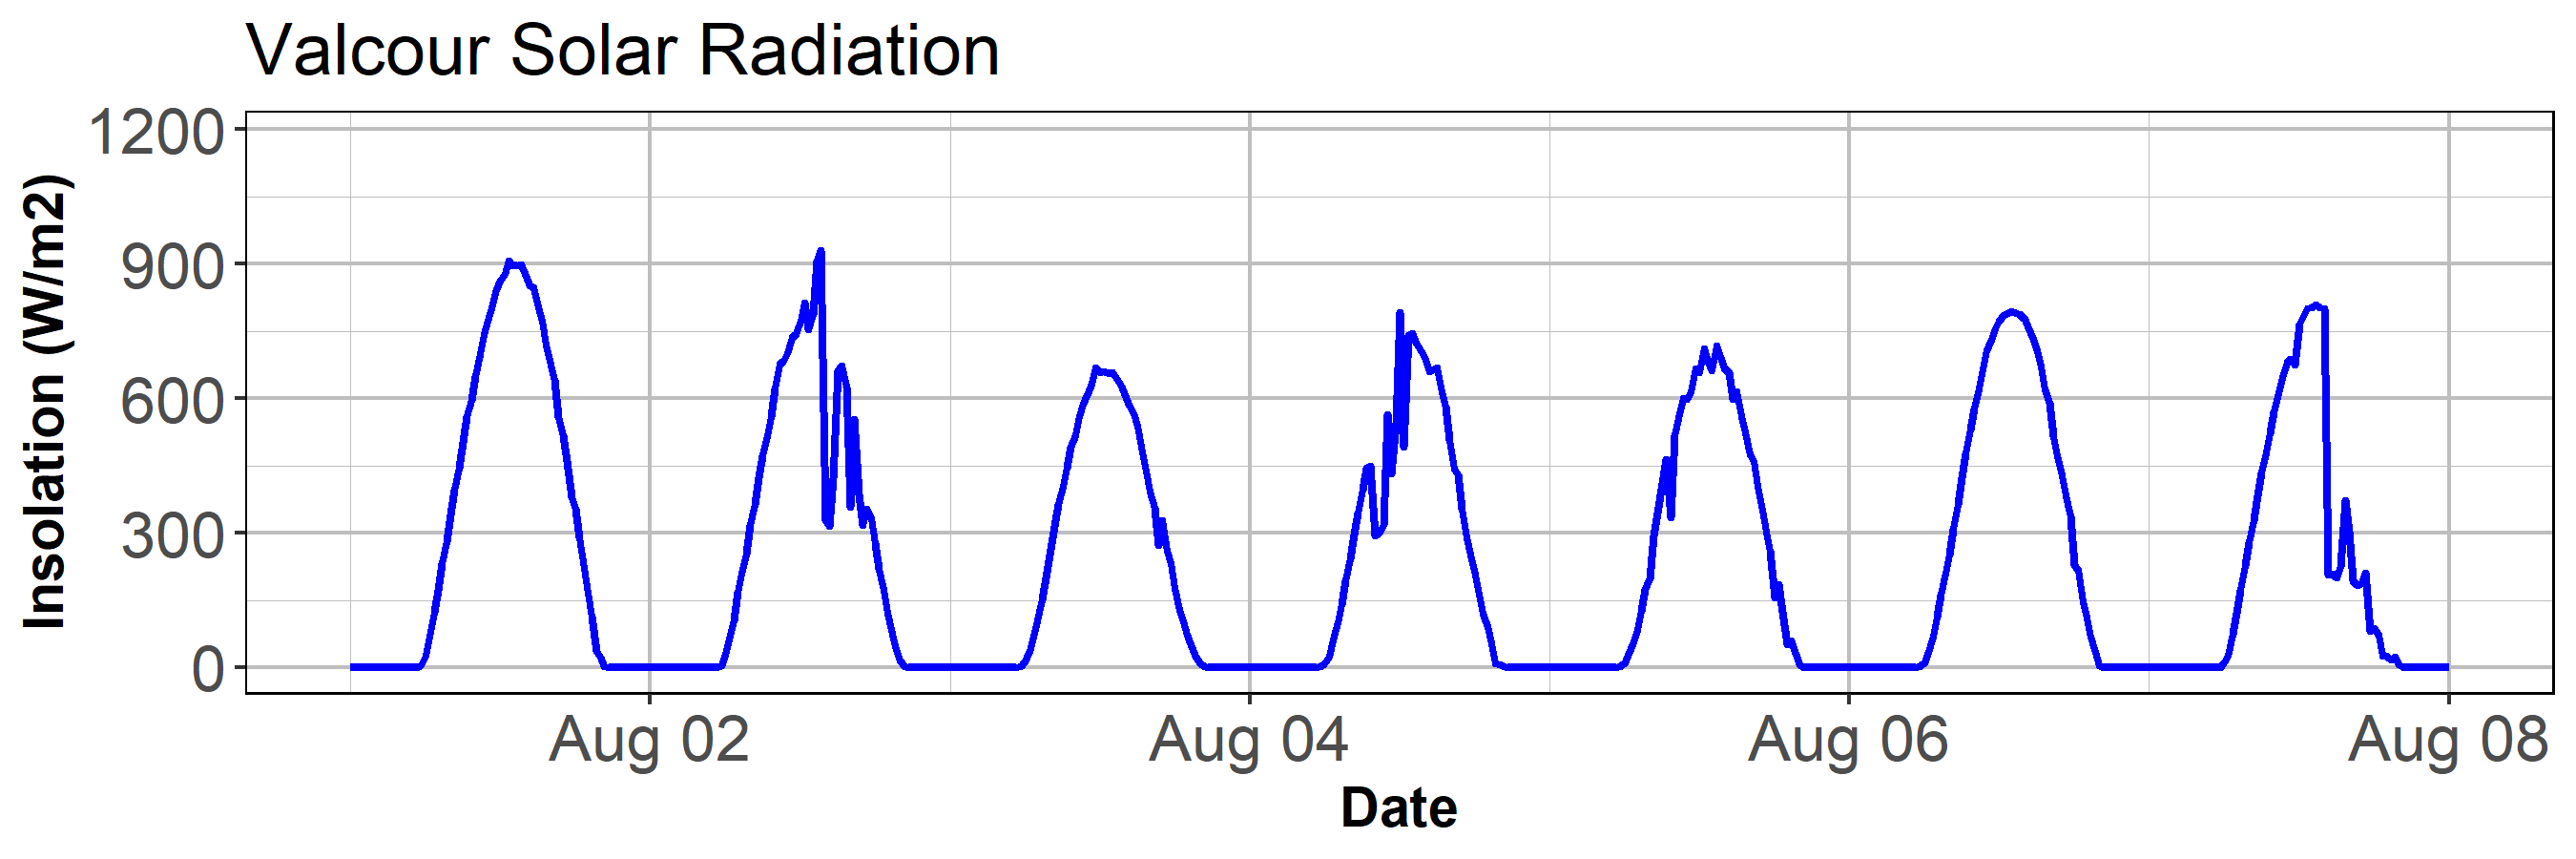 Valcour Solar Radiation
Insolation (W/m2)
1200
900
600
300
0
Aug 02
Aug 04
Aug 06
Aug 08
Date